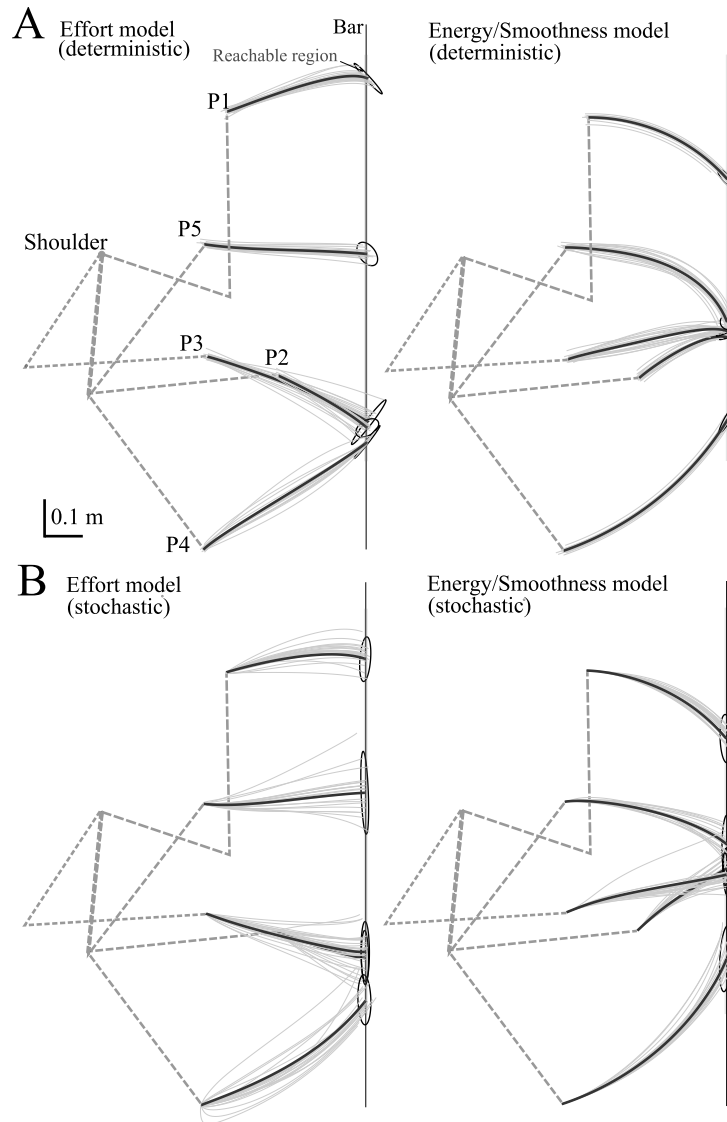 A
Effort model
(deterministic)
Bar
Energy/Smoothness model
(deterministic)
Reachable region
P1
P5
Shoulder
P3
P2
0.1 m
P4
B
Effort model
(stochastic)
Energy/Smoothness model
(stochastic)